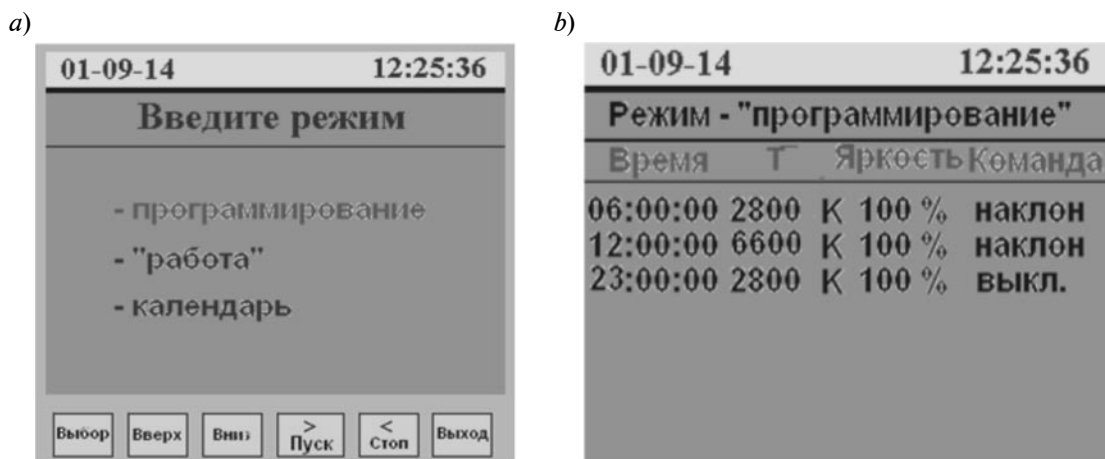 a)
01-09-14 12:25:36
Введите режим
- программирование
- "работа"
- календарь
Выбор Вверх Вниз > Пуск < Стоп Выход
b)
01-09-14 12:25:36
Режим - "программирование"
Время T Яркость Команда
06:00:00 2800 K 100 % наклон
12:00:00 6600 K 100 % наклон
23:00:00 2800 K 100 % выкл.